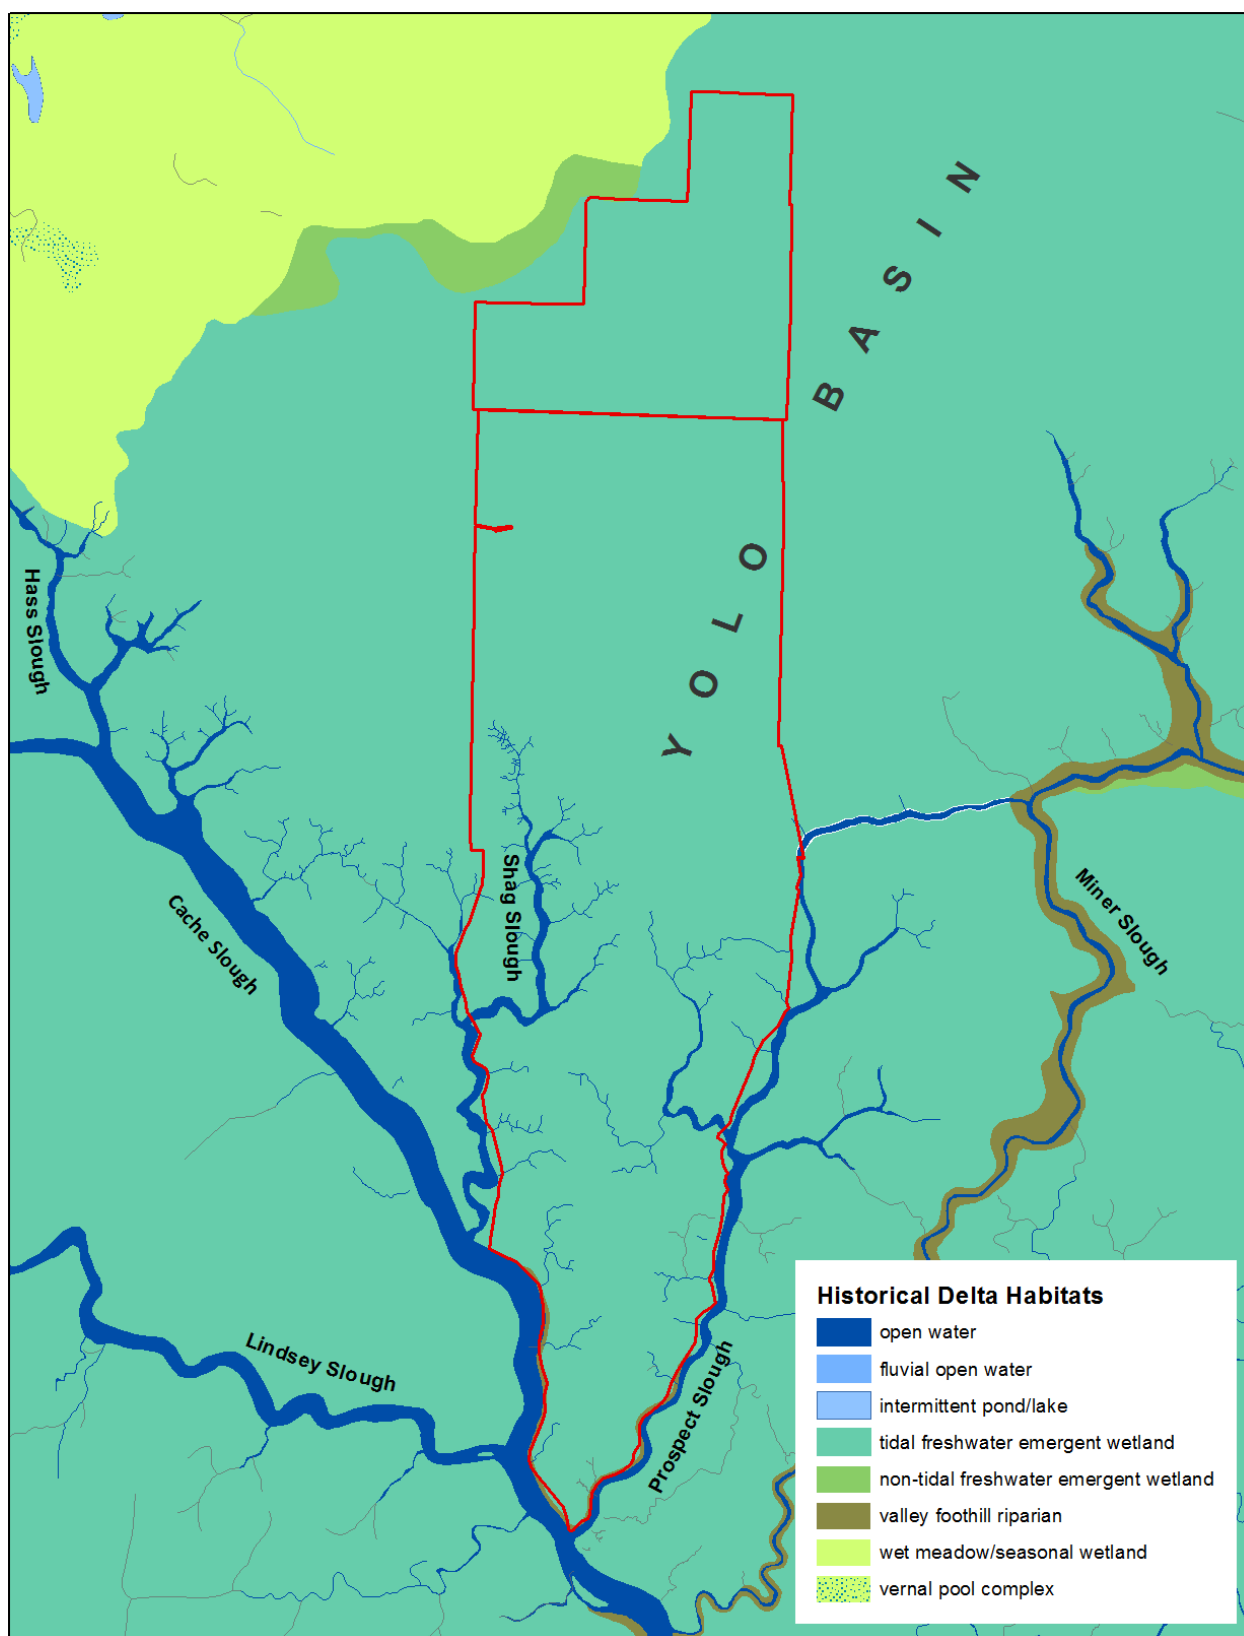 YOLO BASIN
Hass Slough
Cache Slough
Shag Slough
Miner Slough
Lindsey Slough
Prospect Slough
Historical Delta Habitats
open water
fluvial open water
intermittent pond/lake
tidal freshwater emergent wetland
non-tidal freshwater emergent wetland
valley foothill riparian
wet meadow/seasonal wetland
vernal pool complex